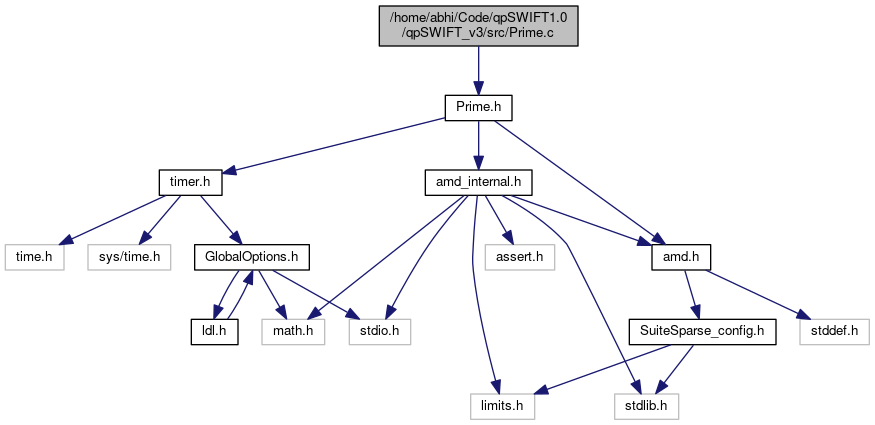 /home/abhi/Code/qpSWIFT1.0
/qpSWIFT_v3/src/Prime.c
Prime.h
timer.h
amd_internal.h
time.h
sys/time.h
GlobalOptions.h
assert.h
amd.h
ldl.h
math.h
stdio.h
SuiteSparse_config.h
stddef.h
limits.h
stdlib.h